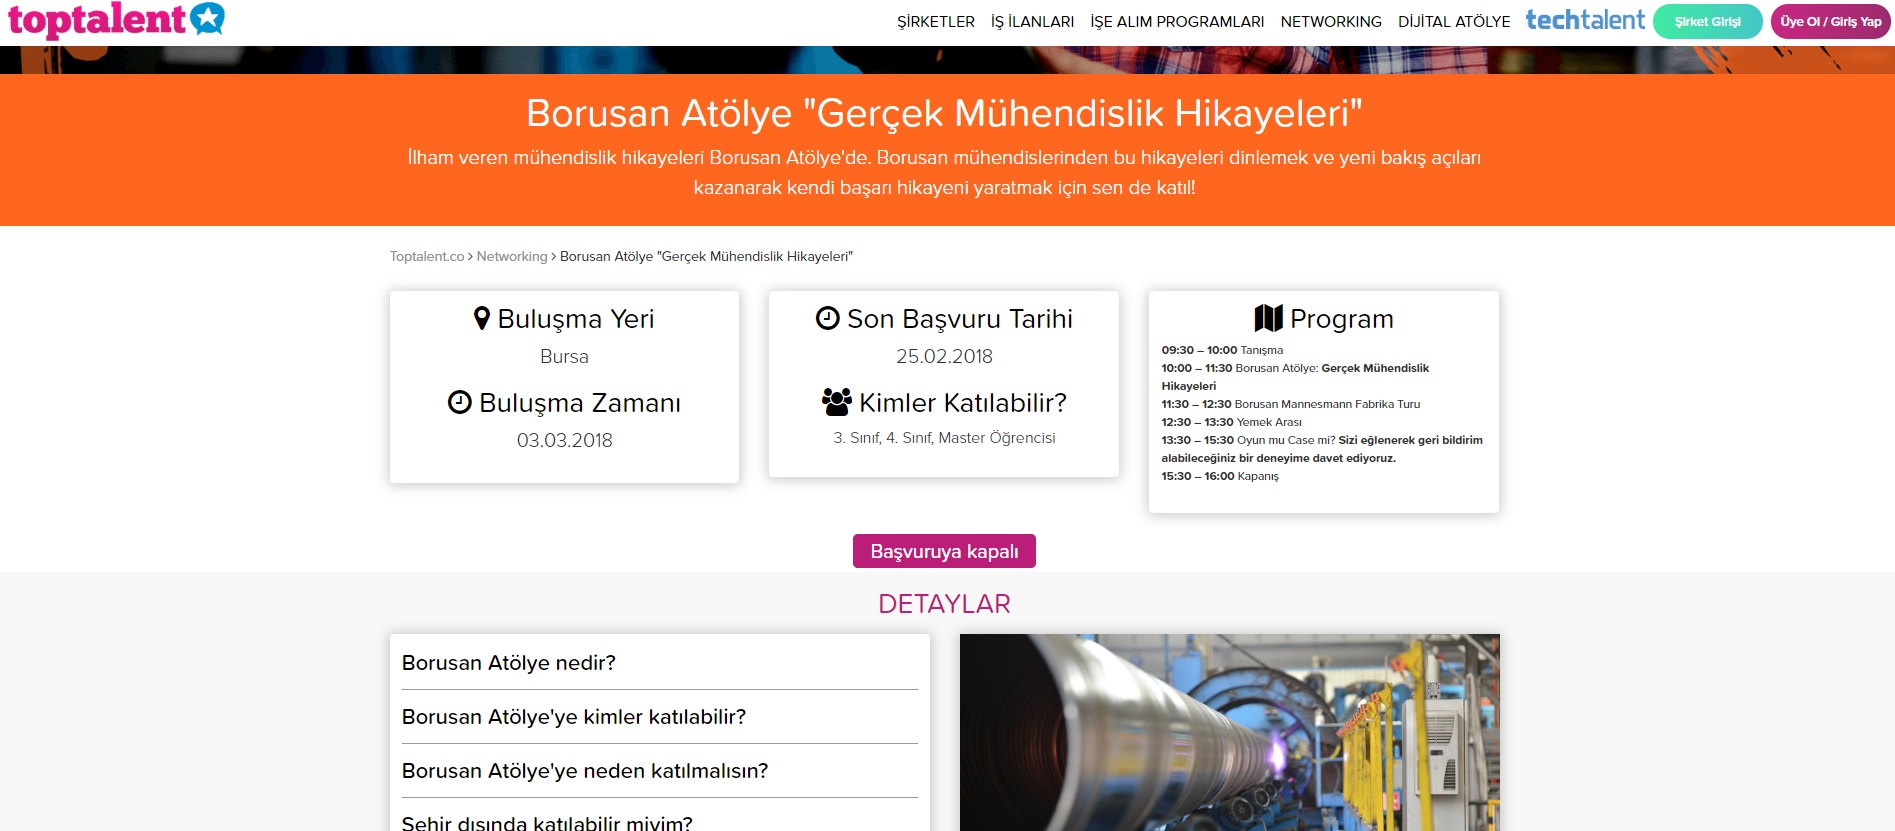 toptalent
ŞİRKETLER İŞ İLANLARI İŞE ALIM PROGRAMLARI NETWORKING DİJİTAL ATÖLYE techtalent Şirket Girişi Üye Ol / Giriş Yap
Borusan Atölye "Gerçek Mühendislik Hikayeleri"
İlham veren mühendislik hikayeleri Borusan Atölye'de. Borusan mühendislerinden bu hikayeleri dinlemek ve yeni bakış açıları
kazanarak kendi başarı hikayeni yaratmak için sen de katıl!
Toptalent.co > Networking > Borusan Atölye "Gerçek Mühendislik Hikayeleri"
Buluşma Yeri
Bursa
Buluşma Zamanı
03.03.2018
Son Başvuru Tarihi
25.02.2018
Kimler Katılabilir?
3. Sınıf, 4. Sınıf, Master Öğrencisi
Program
09:30 – 10:00 Tanışma
10:00 – 11:30 Borusan Atölye: Gerçek Mühendislik
Hikayeleri
11:30 – 12:30 Borusan Mannesmann Fabrika Turu
12:30 – 13:30 Yemek Arası
13:30 – 15:30 Oyun mu Case mi? Sizi eğlenerek geri bildirim
alabileceğiniz bir deneyime davet ediyoruz.
15:30 – 16:00 Kapanış
Başvuruya kapalı
DETAYLAR
Borusan Atölye nedir?
Borusan Atölye'ye kimler katılabilir?
Borusan Atölye'ye neden katılmalısın?
Şehir dışında katılabilir miyim?